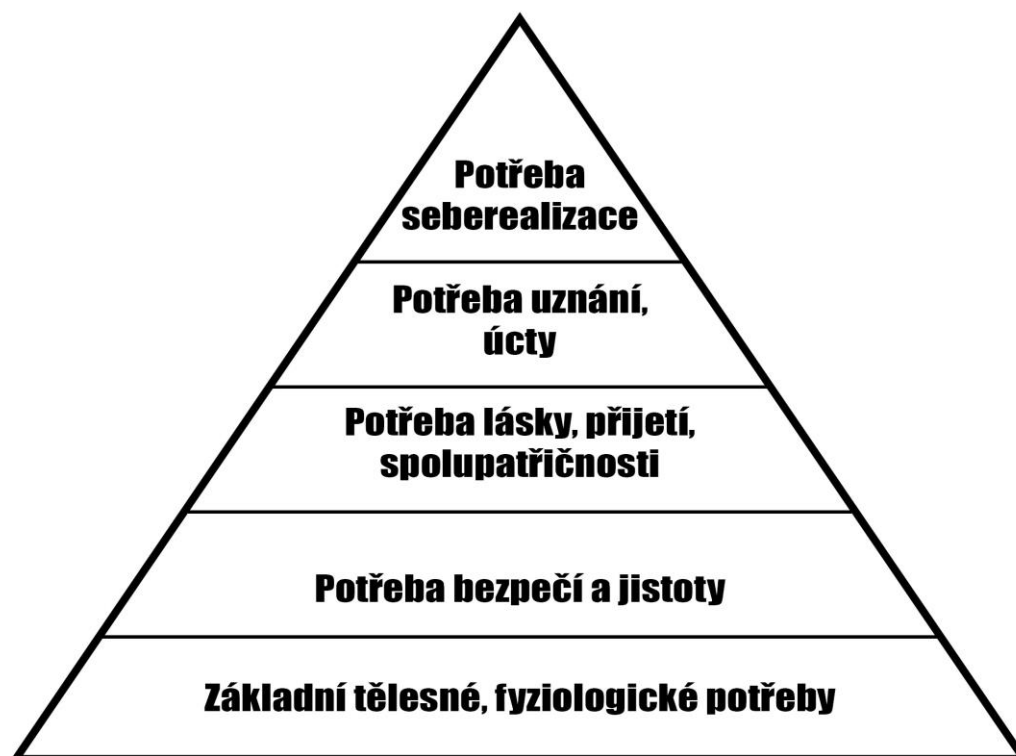 Potřeba
seberealizace
Potřeba uznání,
úcty
Potřeba lásky, přijetí,
spolupatřičnosti
Potřeba bezpečí a jistoty
Základní tělesné, fyziologické potřeby